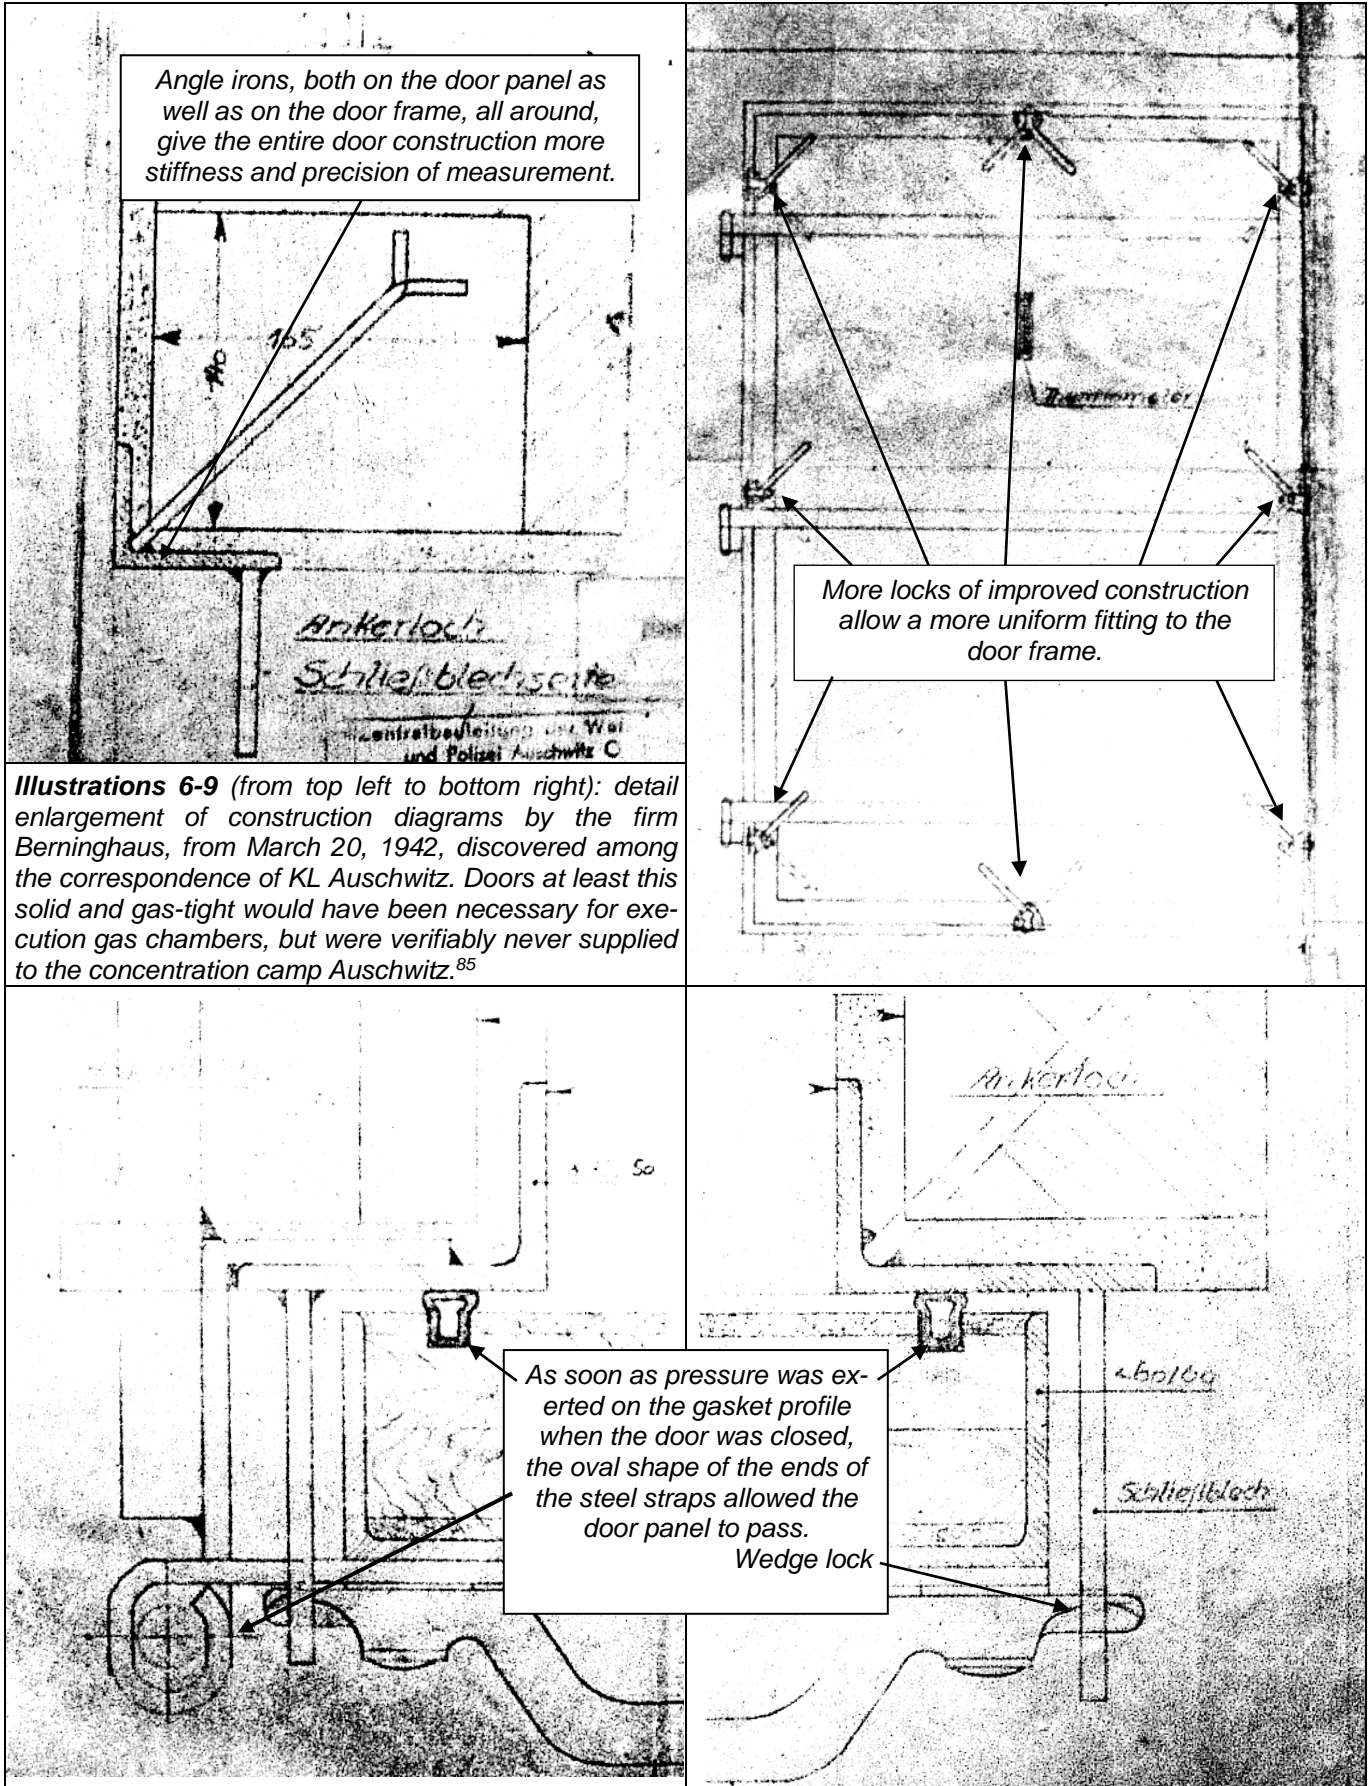 Angle irons, both on the door panel as
well as on the door frame, all around,
give the entire door construction more
stiffness and precision of measurement.
165
Ankerloch
Schließblechseite
und Polizei Auschwitz O
More locks of improved construction
allow a more uniform fitting to the
door frame.
Illustrations 6-9 (from top left to bottom right): detail
enlargement of construction diagrams by the firm
Berninghaus, from March 20, 1942, discovered among
the correspondence of KL Auschwitz. Doors at least this
solid and gas-tight would have been necessary for exe-
cution gas chambers, but were verifiably never supplied
to the concentration camp Auschwitz.85
50
As soon as pressure was ex-
erted on the gasket profile
when the door was closed,
the oval shape of the ends of
the steel straps allowed the
door panel to pass.
Wedge lock
Ankerloch
Schließblech